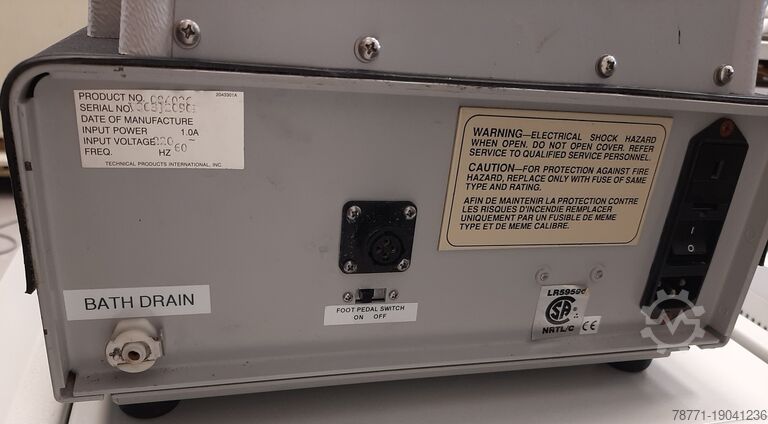 PRODUCT NO.
2043301A
SERIAL NO.
DATE OF MANUFACTURE
INPUT POWER 1.0A
INPUT VOLTAGE 220 ~
FREQ. HZ 60
TECHNICAL PRODUCTS INTERNATIONAL, INC.
WARNING—ELECTRICAL SHOCK HAZARD
WHEN OPEN. DO NOT OPEN COVER. REFER
SERVICE TO QUALIFIED SERVICE PERSONNEL.
CAUTION—FOR PROTECTION AGAINST FIRE
HAZARD, REPLACE ONLY WITH FUSE OF SAME
TYPE AND RATING.
AFIN DE MAINTENIR LA PROTECTION CONTRE
LES RISQUES D'INCENDIE REMPLACER
UNIQUEMENT PAR UN FUSIBLE DE MEME
TYPE ET DE MEME CALIBRE.
BATH DRAIN
FOOT PEDAL SWITCH
ON OFF
NRTL/C CE
78771-19041236